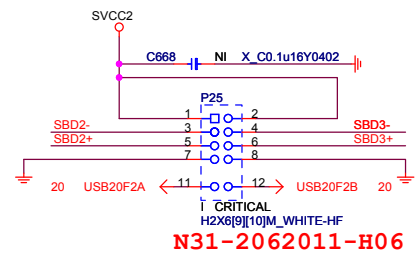 SVCC2
C668 NI X_C0.1u16Y0402
P25
1 2
SBD2- 3 4 SBD3-
SBD2+ 5 6 SBD3+
7 8
20 USB20F2A 11 12 USB20F2B 20
I CRITICAL
H2X6[9][10]M_WHITE-HF
N31-2062011-H06